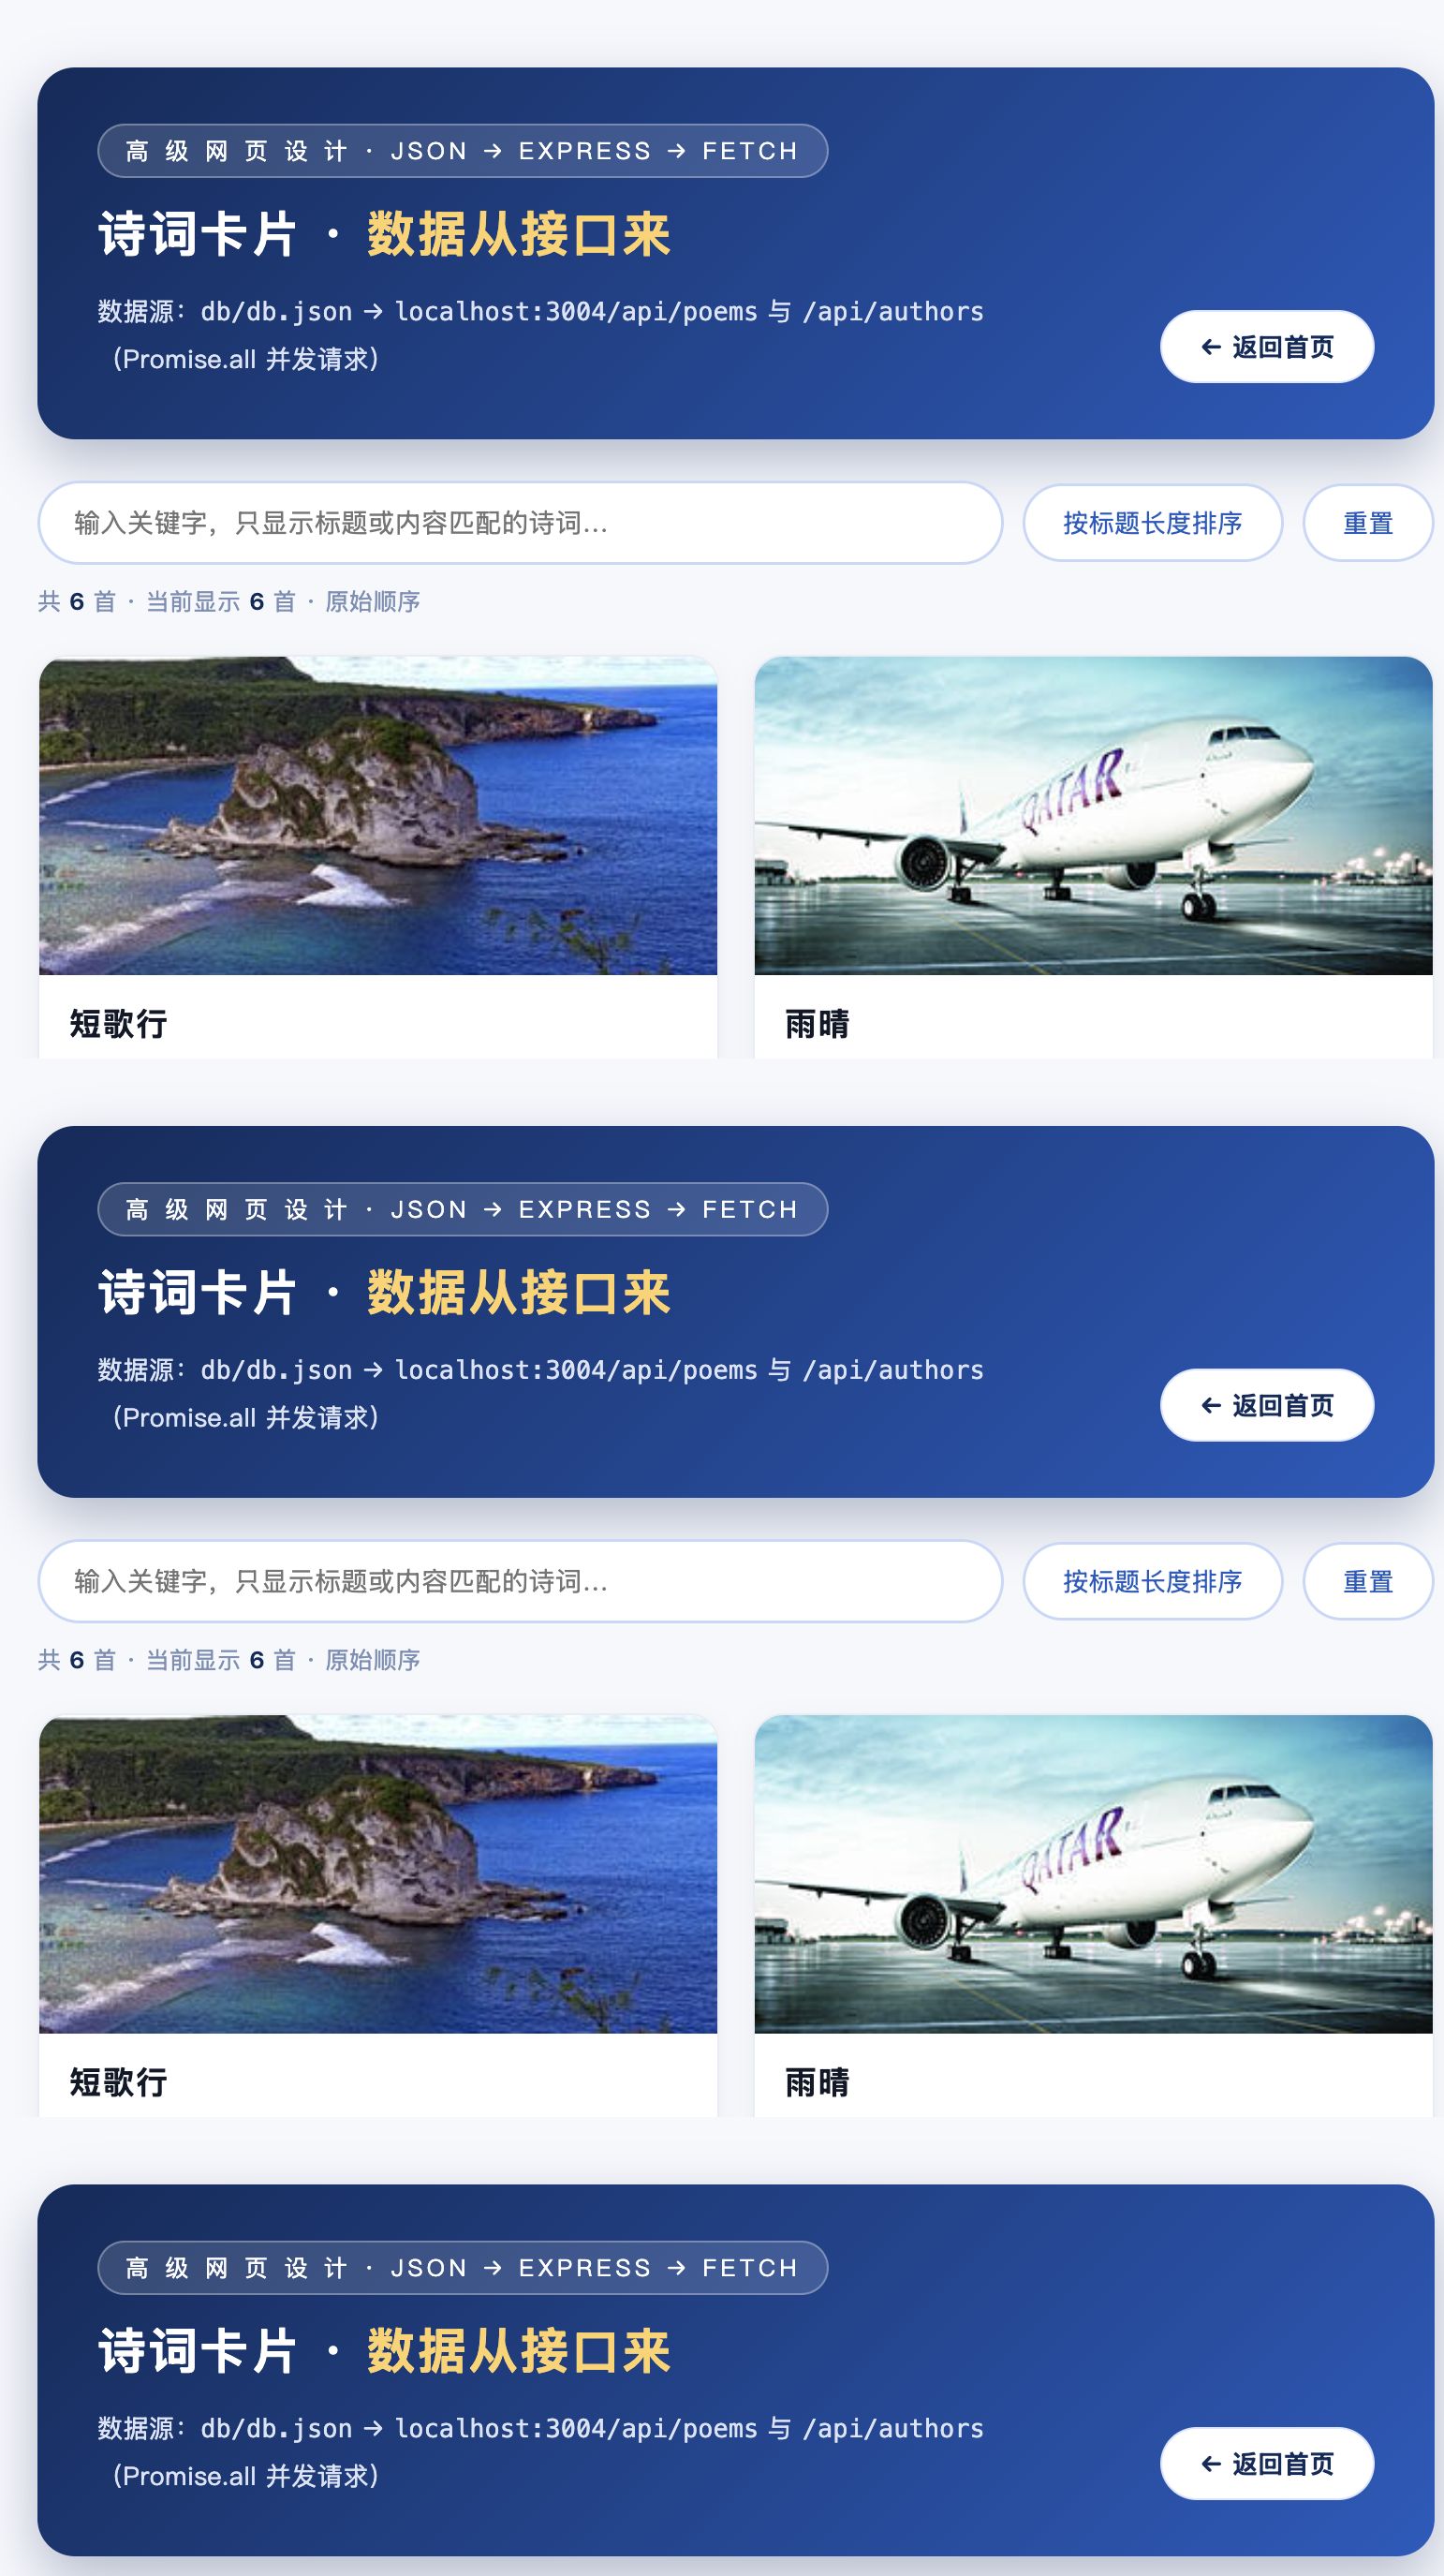 高级网页设计 · JSON → EXPRESS → FETCH
诗词卡片 · 数据从接口来
数据源：db/db.json → localhost:3004/api/poems 与 /api/authors
（Promise.all 并发请求）
← 返回首页
输入关键字，只显示标题或内容匹配的诗词...
按标题长度排序
重置
共 6 首 · 当前显示 6 首 · 原始顺序
QATAR
短歌行
雨晴
高级网页设计 · JSON → EXPRESS → FETCH
诗词卡片 · 数据从接口来
数据源：db/db.json → localhost:3004/api/poems 与 /api/authors
（Promise.all 并发请求）
← 返回首页
输入关键字，只显示标题或内容匹配的诗词...
按标题长度排序
重置
共 6 首 · 当前显示 6 首 · 原始顺序
QATAR
短歌行
雨晴
高级网页设计 · JSON → EXPRESS → FETCH
诗词卡片 · 数据从接口来
数据源：db/db.json → localhost:3004/api/poems 与 /api/authors
（Promise.all 并发请求）
← 返回首页